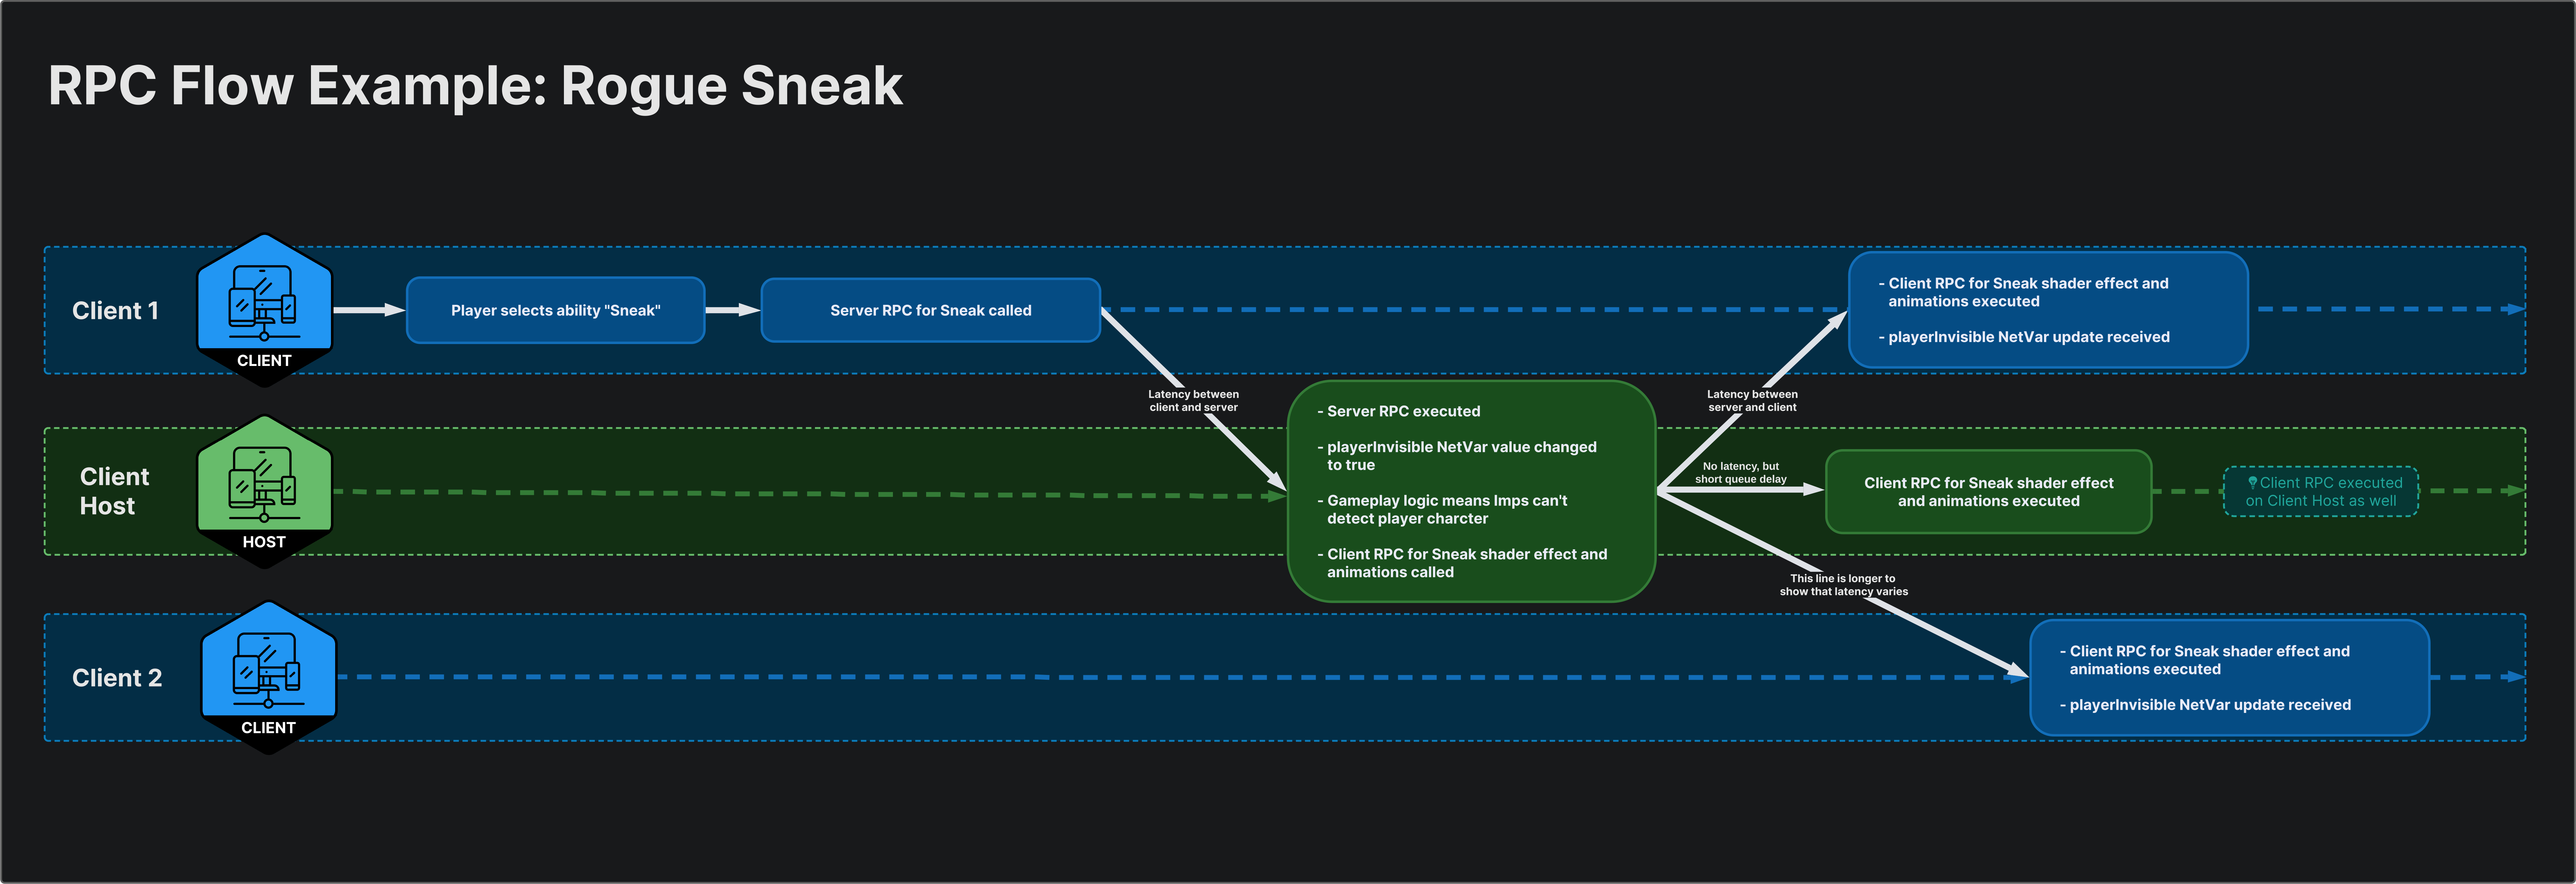 RPC Flow Example: Rogue Sneak
Client 1
CLIENT
Player selects ability "Sneak"
Server RPC for Sneak called
Latency between
client and server
- Client RPC for Sneak shader effect and
animations executed
- playerInvisible NetVar update received
Client
Host
HOST
- Server RPC executed
- playerInvisible NetVar value changed
to true
- Gameplay logic means Imps can't
detect player charcter
- Client RPC for Sneak shader effect and
animations called
Latency between
server and client
No latency, but
short queue delay
Client RPC for Sneak shader effect
and animations executed
Client RPC executed
on Client Host as well
This line is longer to
show that latency varies
Client 2
CLIENT
- Client RPC for Sneak shader effect and
animations executed
- playerInvisible NetVar update received